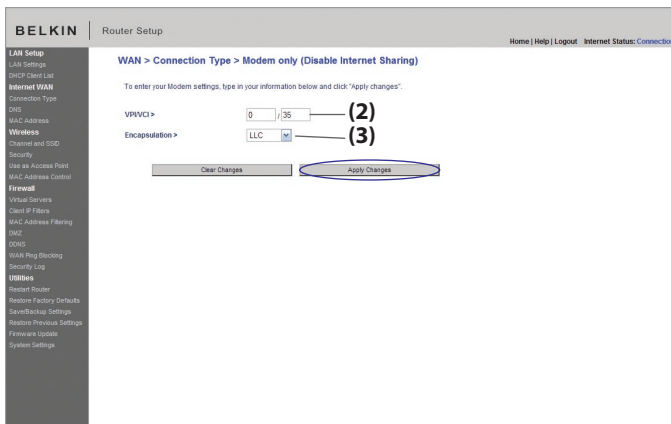 BELKIN
Router Setup
Home | Help | Logout Internet Status: Connection
LAN Setup
LAN Settings
DHCP Client List
Internet WAN
Connection Type
DNS
MAC Address
Wireless
Channel and SSID
Security
Use as Access Point
MAC Address Control
Firewall
Virtual Servers
Client IP Filters
MAC Address Filtering
DMZ
DDNS
WAN Ping Blocking
Security Log
Utilities
Restart Router
Restore Factory Defaults
Save/Backup Settings
Restore Previous Settings
Firmware Update
System Settings
WAN > Connection Type > Modem only (Disable Internet Sharing)
To enter your Modem settings, type in your information below and click "Apply changes".
VPI/VCI > 0 / 35 (2)
Encapsulation > LLC (3)
Clear Changes Apply Changes